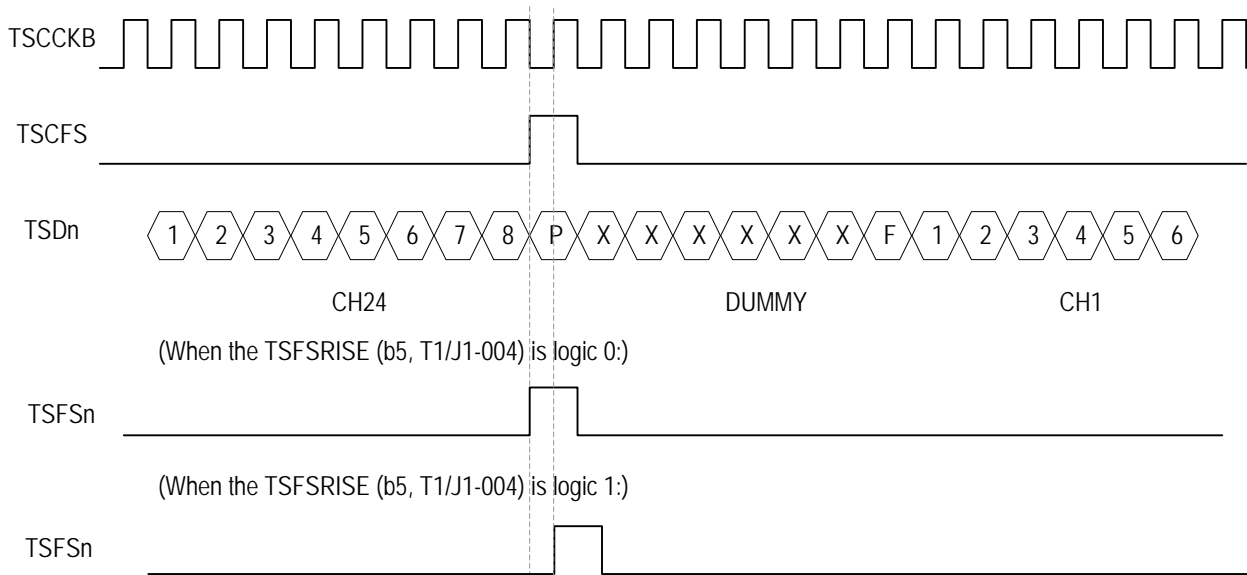 TSCCKB
TSCFS
TSDn 1 2 3 4 5 6 7 8 P X X X X X X F 1 2 3 4 5 6
CH24 DUMMY CH1
(When the TSFSRISE (b5, T1/J1-004) is logic 0:)
TSFSn
(When the TSFSRISE (b5, T1/J1-004) is logic 1:)
TSFSn